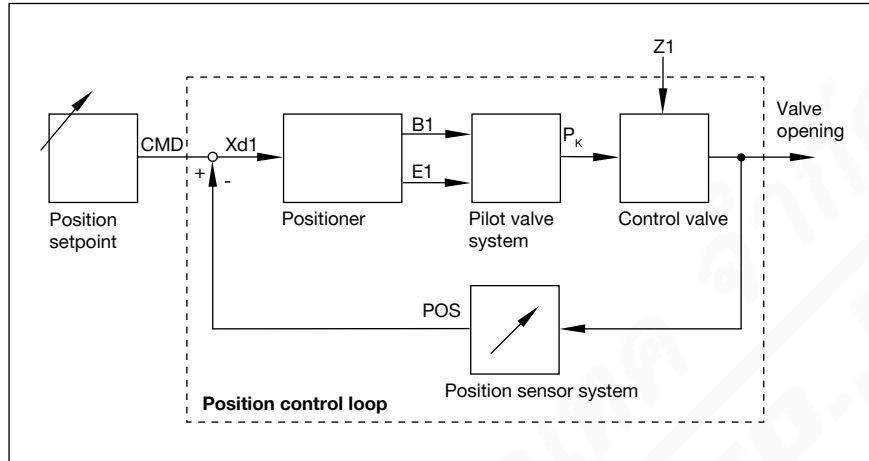 Z1
Valve
opening
B1
CMD
Xd1
P K
+
-
E1
Position
setpoint
Positioner
Pilot valve
system
Control valve
POS
Position sensor system
Position control loop